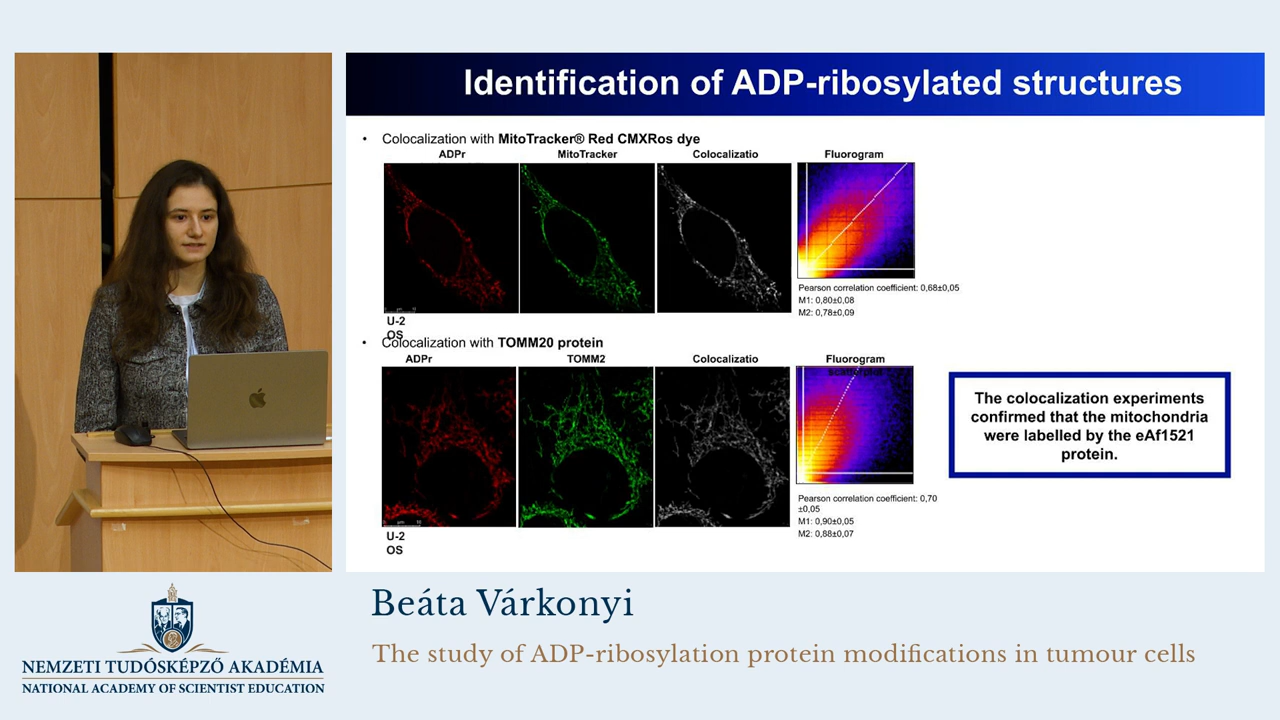 Identification of ADP-ribosylated structures
• Colocalization with MitoTracker® Red CMXRos dye
ADPr MitoTracker Colocalizatio Fluorogram
Pearson correlation coefficient: 0,68±0,05
M1: 0,80±0,08
M2: 0,78±0,09
U-2
OS
• Colocalization with TOMM20 protein
ADPr TOMM2 Colocalizatio Fluorogram
The colocalization experiments
confirmed that the mitochondria
were labelled by the eAf1521
protein.
Pearson correlation coefficient: 0,70
±0,05
M1: 0,90±0,05
M2: 0,88±0,07
U-2
OS
Beáta Várkonyi
The study of ADP-ribosylation protein modifications in tumour cells
NEMZETI TUDÓSKÉPZŐ AKADÉMIA
NATIONAL ACADEMY OF SCIENTIST EDUCATION